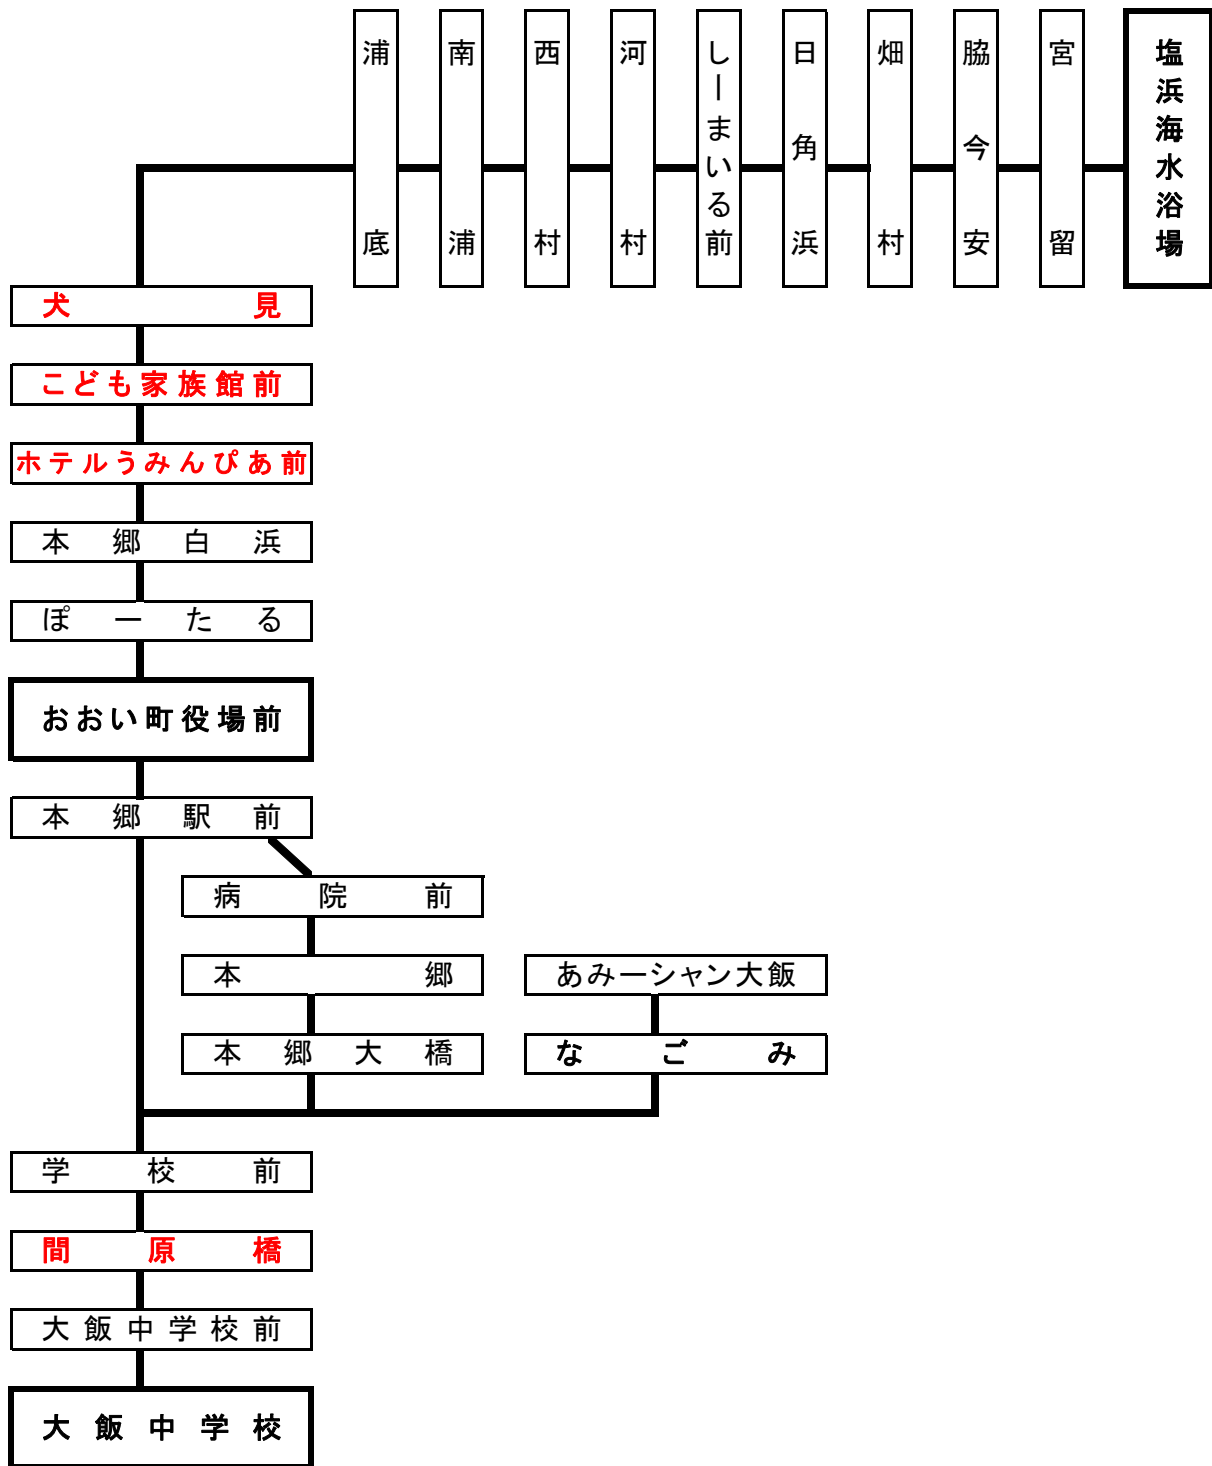 浦底
南浦
西村
河村
しーまいる前
日角浜
畑村
脇今安
宮留
塩浜海水浴場
犬見
こども家族館前
ホテルうみんぴあ前
本郷白浜
ぽーたる
おおい町役場前
本郷駅前
病院前
本郷
あみーシャン大飯
本郷大橋
なごみ
学校前
間原橋
大飯中学校前
大飯中学校